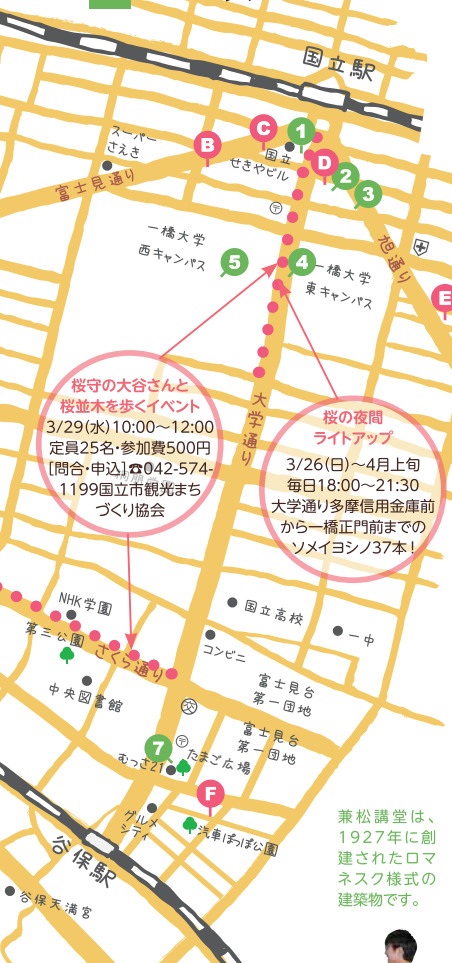 国立駅
C
1
B
スーパー
さえき
国立
せきやビル
D
2
3
富士見通り
〒
旭通り
一橋大学
西キャンパス
5
4
一橋大学
東キャンパス
E
桜守の大谷さんと
桜並木を歩くイベント
3/29(水)10:00〜12:00
定員25名・参加費500円
[問合・申込]☎042-574-
1199国立市観光まち
づくり協会
大学通り
桜の夜間
ライトアップ
3/26(日)〜4月上旬
毎日18:00〜21:30
大学通り多摩信用金庫前
から一橋正門前までの
ソメイヨシノ37本!
NHK学園
第三公園
さくら通り
国立高校
一中
コンビニ
中央図書館
富士見台
第一団地
交
富士見台
第一団地
7
〒
むっさ21
たまご広場
F
グルメ
シティ
汽車ぽっぽ公園
谷保駅
谷保天満宮
兼松講堂は、
1927年に創
建されたロマ
ネスク様式の
建築物です。